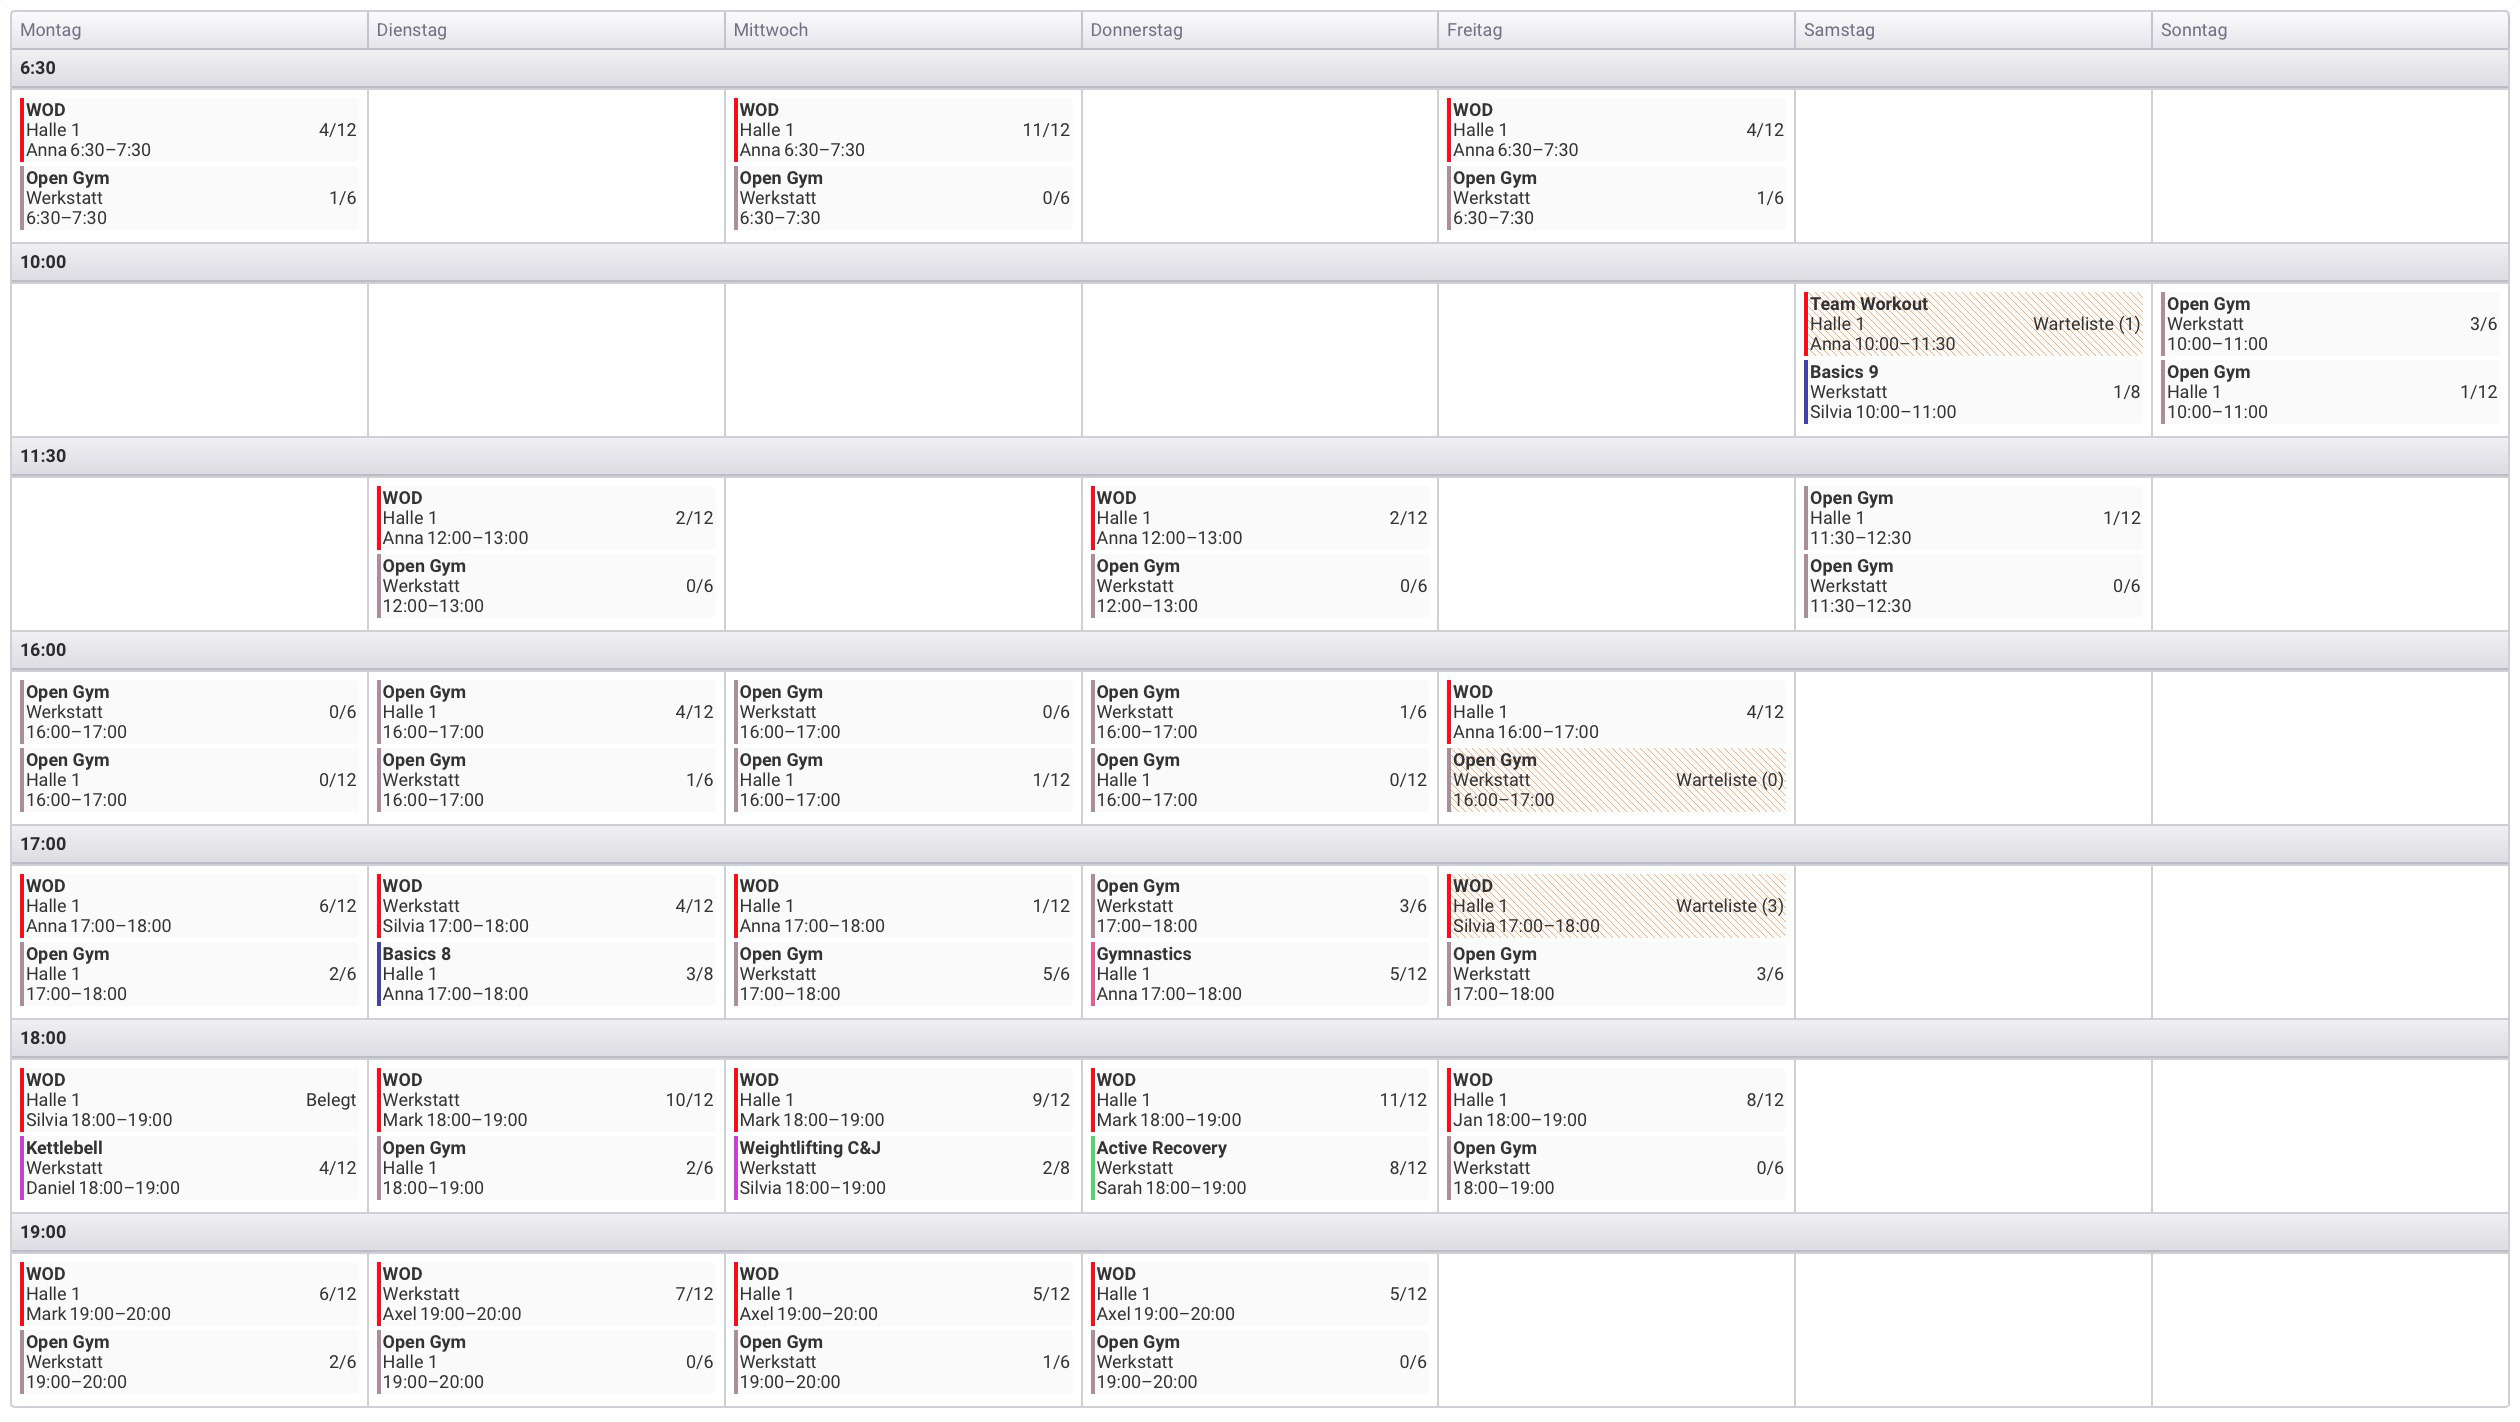 Montag
Dienstag
Mittwoch
Donnerstag
Freitag
Samstag
Sonntag
6:30
WOD
Halle 1
4/12
Anna 6:30–7:30
Open Gym
Werkstatt
1/6
6:30–7:30
WOD
Halle 1
11/12
Anna 6:30–7:30
Open Gym
Werkstatt
0/6
6:30–7:30
WOD
Halle 1
4/12
Anna 6:30–7:30
Open Gym
Werkstatt
1/6
6:30–7:30
10:00
Team Workout
Halle 1
Warteliste (1)
Anna 10:00–11:30
Basics 9
Werkstatt
1/8
Silvia 10:00–11:00
Open Gym
Werkstatt
3/6
10:00–11:00
Open Gym
Halle 1
1/12
10:00–11:00
11:30
WOD
Halle 1
2/12
Anna 12:00–13:00
Open Gym
Werkstatt
0/6
12:00–13:00
WOD
Halle 1
2/12
Anna 12:00–13:00
Open Gym
Werkstatt
0/6
12:00–13:00
Open Gym
Halle 1
1/12
11:30–12:30
Open Gym
Werkstatt
0/6
11:30–12:30
16:00
Open Gym
Werkstatt
0/6
16:00–17:00
Open Gym
Halle 1
0/12
16:00–17:00
Open Gym
Halle 1
4/12
16:00–17:00
Open Gym
Werkstatt
1/6
16:00–17:00
Open Gym
Werkstatt
0/6
16:00–17:00
Open Gym
Halle 1
1/12
16:00–17:00
Open Gym
Werkstatt
1/6
16:00–17:00
Open Gym
Halle 1
0/12
16:00–17:00
WOD
Halle 1
4/12
Anna 16:00–17:00
Open Gym
Werkstatt
Warteliste (0)
16:00–17:00
17:00
WOD
Halle 1
6/12
Anna 17:00–18:00
Open Gym
Halle 1
2/6
17:00–18:00
WOD
Werkstatt
4/12
Silvia 17:00–18:00
Basics 8
Halle 1
3/8
Anna 17:00–18:00
WOD
Halle 1
1/12
Anna 17:00–18:00
Open Gym
Werkstatt
5/6
17:00–18:00
Open Gym
Werkstatt
3/6
17:00–18:00
Gymnastics
Halle 1
5/12
Anna 17:00–18:00
WOD
Halle 1
Warteliste (3)
Silvia 17:00–18:00
Open Gym
Werkstatt
3/6
17:00–18:00
18:00
WOD
Halle 1
Belegt
Silvia 18:00–19:00
Kettlebell
Werkstatt
4/12
Daniel 18:00–19:00
WOD
Werkstatt
10/12
Mark 18:00–19:00
Open Gym
Halle 1
2/6
18:00–19:00
WOD
Halle 1
9/12
Mark 18:00–19:00
Weightlifting C&J
Werkstatt
2/8
Silvia 18:00–19:00
WOD
Halle 1
11/12
Mark 18:00–19:00
Active Recovery
Werkstatt
8/12
Sarah 18:00–19:00
WOD
Halle 1
8/12
Jan 18:00–19:00
Open Gym
Werkstatt
0/6
18:00–19:00
19:00
WOD
Halle 1
6/12
Mark 19:00–20:00
Open Gym
Werkstatt
2/6
19:00–20:00
WOD
Werkstatt
7/12
Axel 19:00–20:00
Open Gym
Halle 1
0/6
19:00–20:00
WOD
Halle 1
5/12
Axel 19:00–20:00
Open Gym
Werkstatt
1/6
19:00–20:00
WOD
Halle 1
5/12
Axel 19:00–20:00
Open Gym
Werkstatt
0/6
19:00–20:00